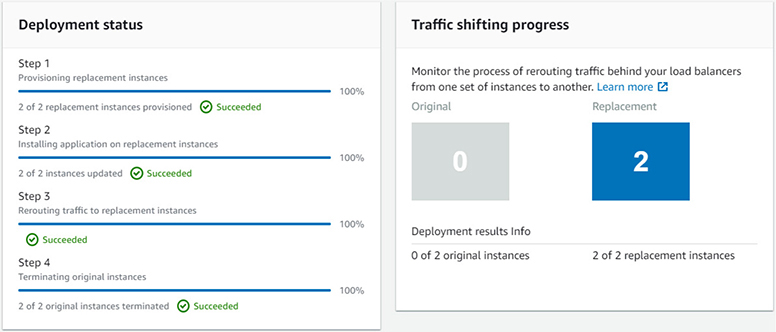 Deployment status
Step 1
Provisioning replacement instances
100%
2 of 2 replacement instances provisioned Succeeded
Step 2
Installing application on replacement instances
100%
2 of 2 instances updated Succeeded
Step 3
Rerouting traffic to replacement instances
100%
Succeeded
Step 4
Terminating original instances
100%
2 of 2 original instances terminated Succeeded
Traffic shifting progress
Monitor the process of rerouting traffic behind your load balancers
from one set of instances to another. Learn more
Original Replacement
0 2
Deployment results Info
0 of 2 original instances 2 of 2 replacement instances